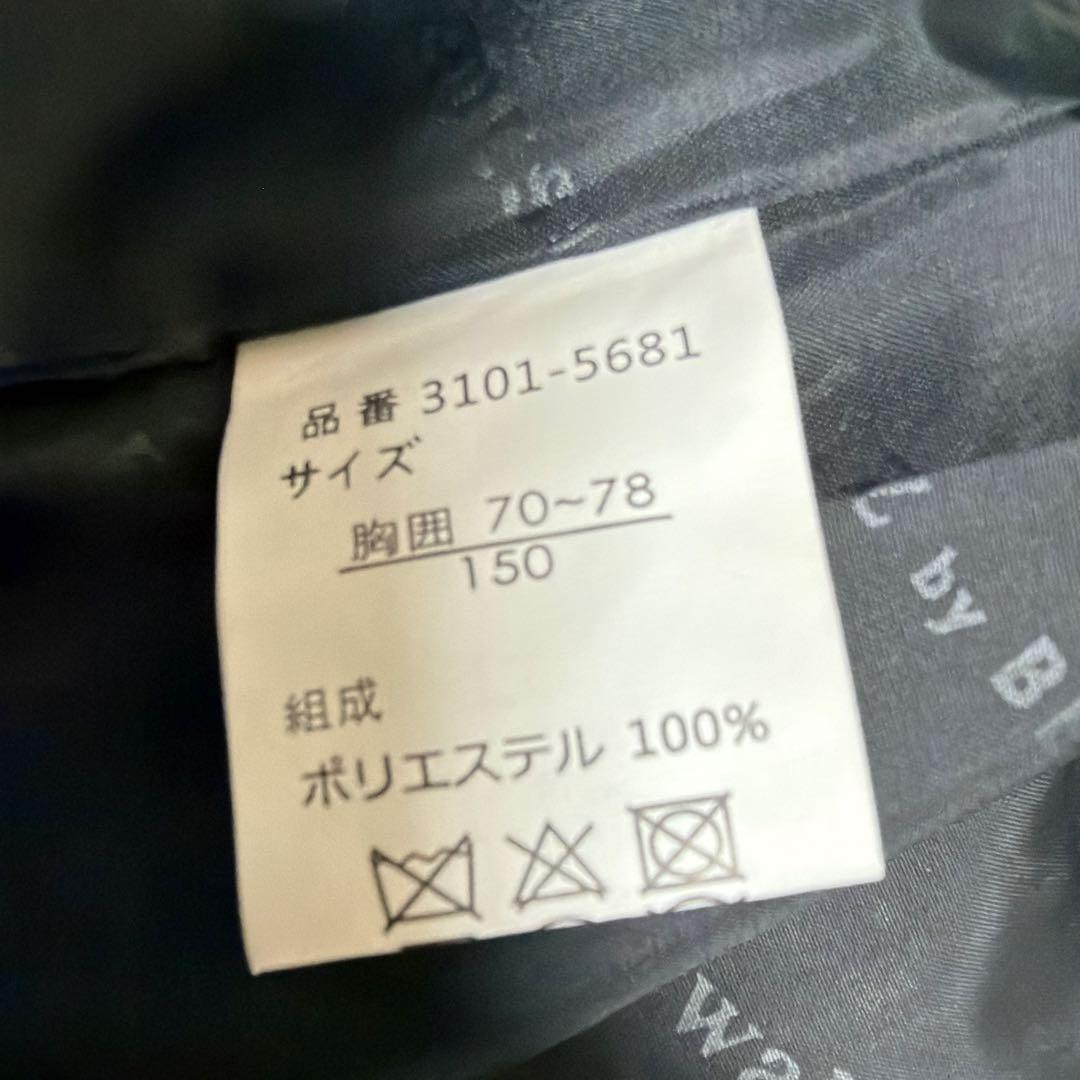 品番 3101-5681
サイズ
胸囲 70~78
150
組成
ポリエステル 100%
by B